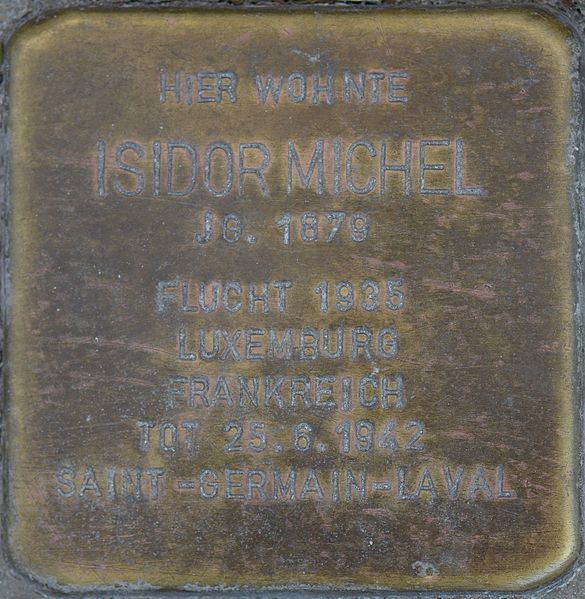 HIER WOHNTE
ISIDOR MICHEL
JG. 1879
FLUCHT 1935
LUXEMBURG
FRANKREICH
TOT 25.6.1942
SAINT-GERMAIN-LAVAL